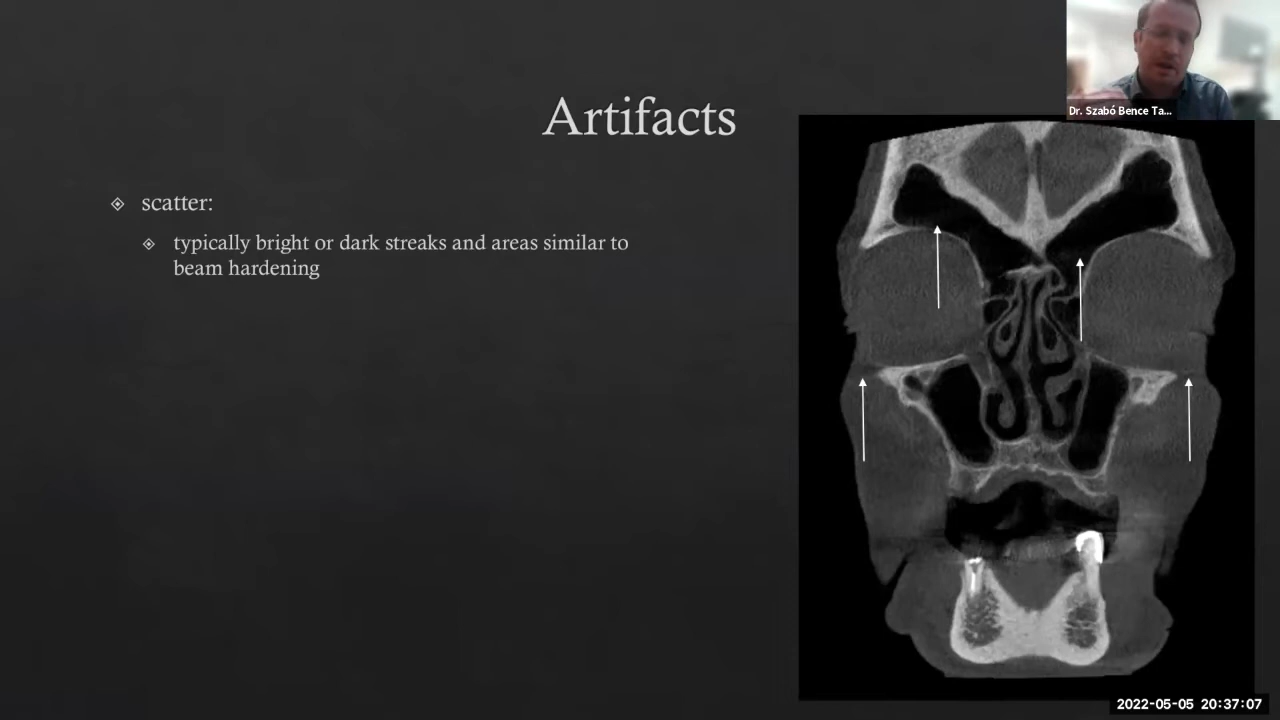 Dr. Szabó Bence Ta...
Artifacts
scatter:
typically bright or dark streaks and areas similar to
beam hardening
2022-05-05 20:37:07